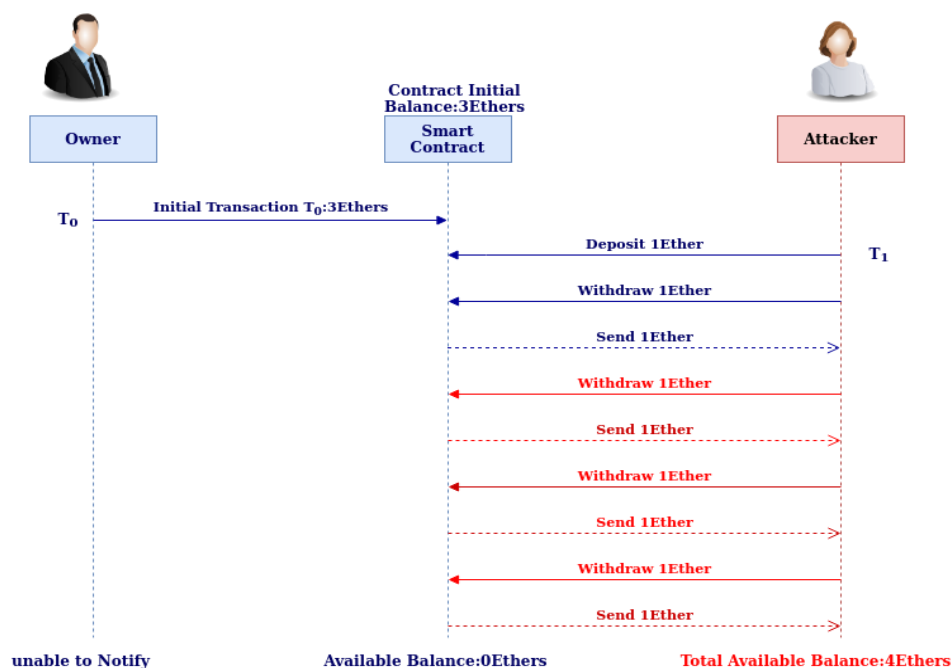 Contract Initial
Balance:3Ethers
Owner
Smart
Contract
Attacker
Initial Transaction T₀:3Ethers
T₀
Deposit 1Ether
T₁
Withdraw 1Ether
Send 1Ether
Withdraw 1Ether
Send 1Ether
Withdraw 1Ether
Send 1Ether
Withdraw 1Ether
Send 1Ether
unable to Notify
Available Balance:0Ethers
Total Available Balance:4Ethers